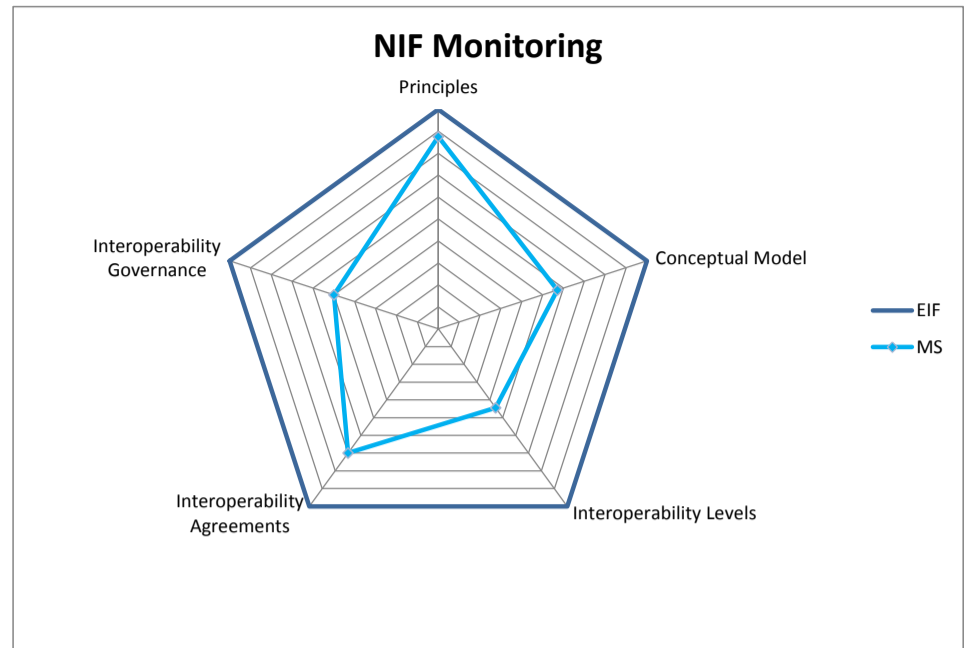 NIF Monitoring
Principles
Interoperability
Governance
Conceptual Model
EIF
MS
Interoperability
Agreements
Interoperability Levels